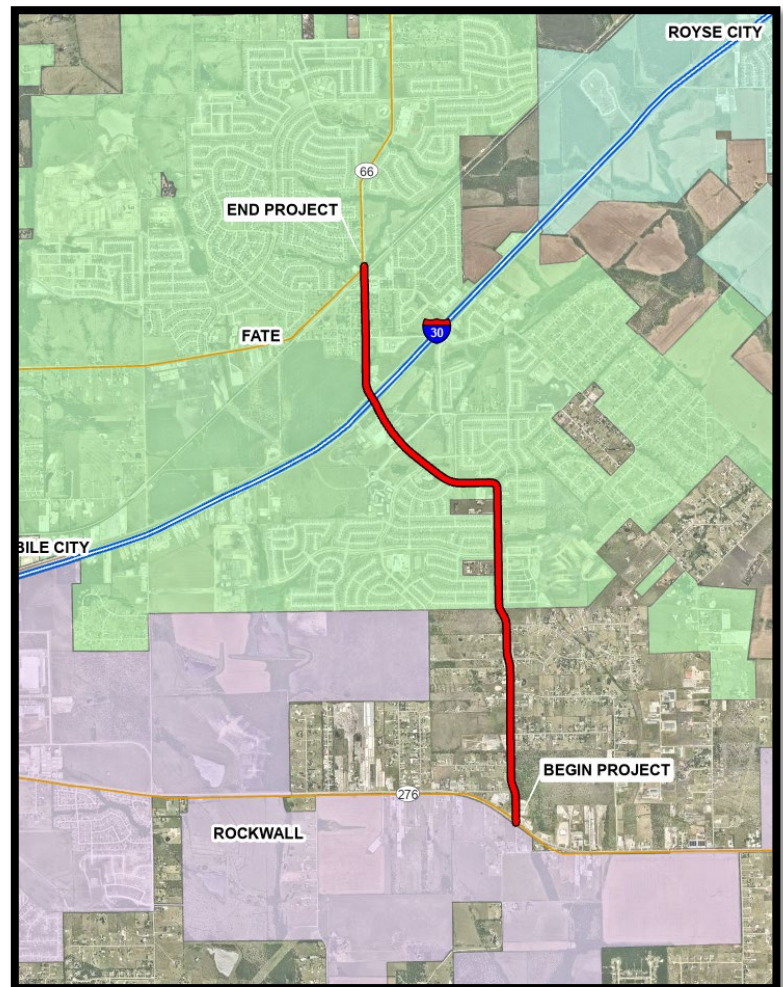 ROYSE CITY
66
END PROJECT
FATE
30
BILE CITY
BEGIN PROJECT
276
ROCKWALL